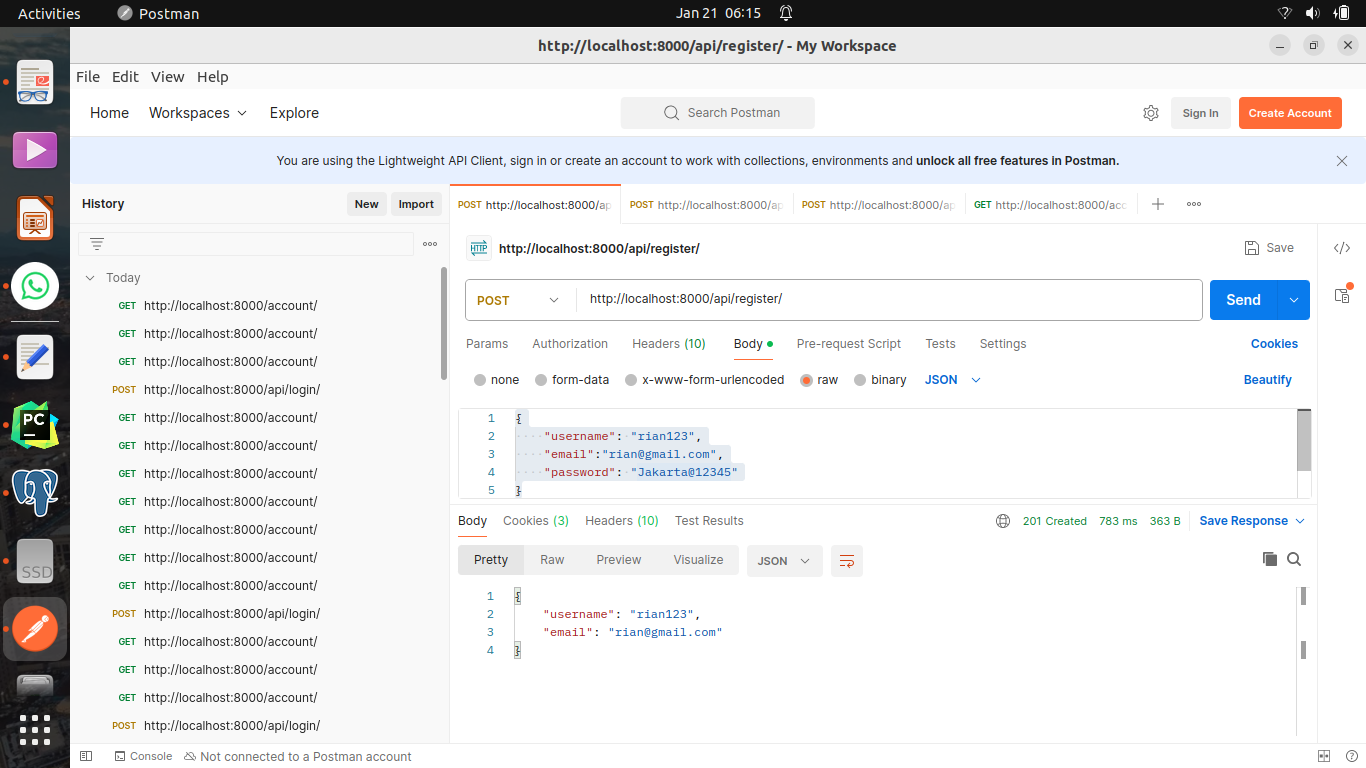 Activities
Postman
Jan 21 06:15
http://localhost:8000/api/register/ - My Workspace
File Edit View Help
Home Workspaces Explore
Search Postman
Sign In
Create Account
You are using the Lightweight API Client, sign in or create an account to work with collections, environments and unlock all free features in Postman.
History
New
Import
Today
GET http://localhost:8000/account/
GET http://localhost:8000/account/
GET http://localhost:8000/account/
POST http://localhost:8000/api/login/
GET http://localhost:8000/account/
GET http://localhost:8000/account/
GET http://localhost:8000/account/
GET http://localhost:8000/account/
GET http://localhost:8000/account/
GET http://localhost:8000/account/
GET http://localhost:8000/account/
POST http://localhost:8000/api/login/
GET http://localhost:8000/account/
GET http://localhost:8000/account/
GET http://localhost:8000/account/
POST http://localhost:8000/api/login/
POST http://localhost:8000/ap
POST http://localhost:8000/ap
POST http://localhost:8000/ap
GET http://localhost:8000/acc
HTTP
http://localhost:8000/api/register/
Save
</>
POST
http://localhost:8000/api/register/
Send
Params Authorization Headers (10) Body Pre-request Script Tests Settings
Cookies
none form-data x-www-form-urlencoded raw binary JSON
Beautify
1 {
2 "username": "rian123",
3 "email":"rian@gmail.com",
4 "password": "Jakarta@12345"
5 }
Body Cookies (3) Headers (10) Test Results
201 Created 783 ms 363 B
Save Response
Pretty Raw Preview Visualize
JSON
1 {
2 "username": "rian123",
3 "email": "rian@gmail.com"
4 }
PC
SSD
Console
Not connected to a Postman account